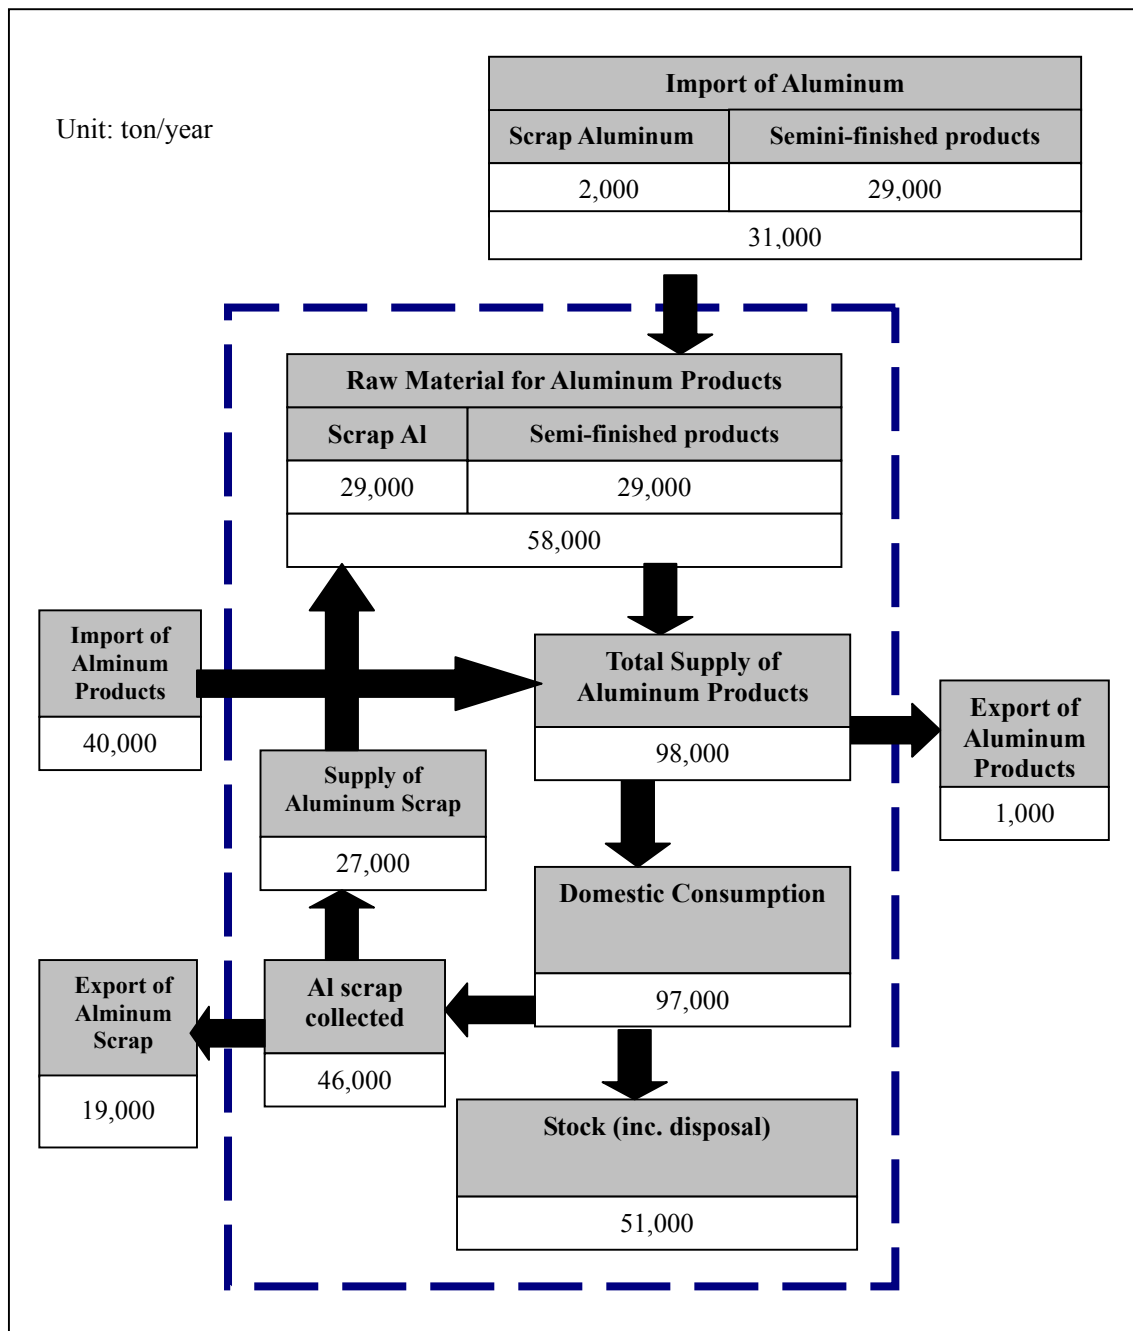 Unit: ton/year
Import of Aluminum
Scrap Aluminum
Semini-finished products
2,000
29,000
31,000
Raw Material for Aluminum Products
Scrap Al
Semi-finished products
29,000
29,000
58,000
Import of
Alminum
Products
40,000
Total Supply of
Aluminum Products
98,000
Export of
Aluminum
Products
1,000
Supply of
Aluminum Scrap
27,000
Domestic Consumption
97,000
Export of
Alminum
Scrap
19,000
Al scrap
collected
46,000
Stock (inc. disposal)
51,000